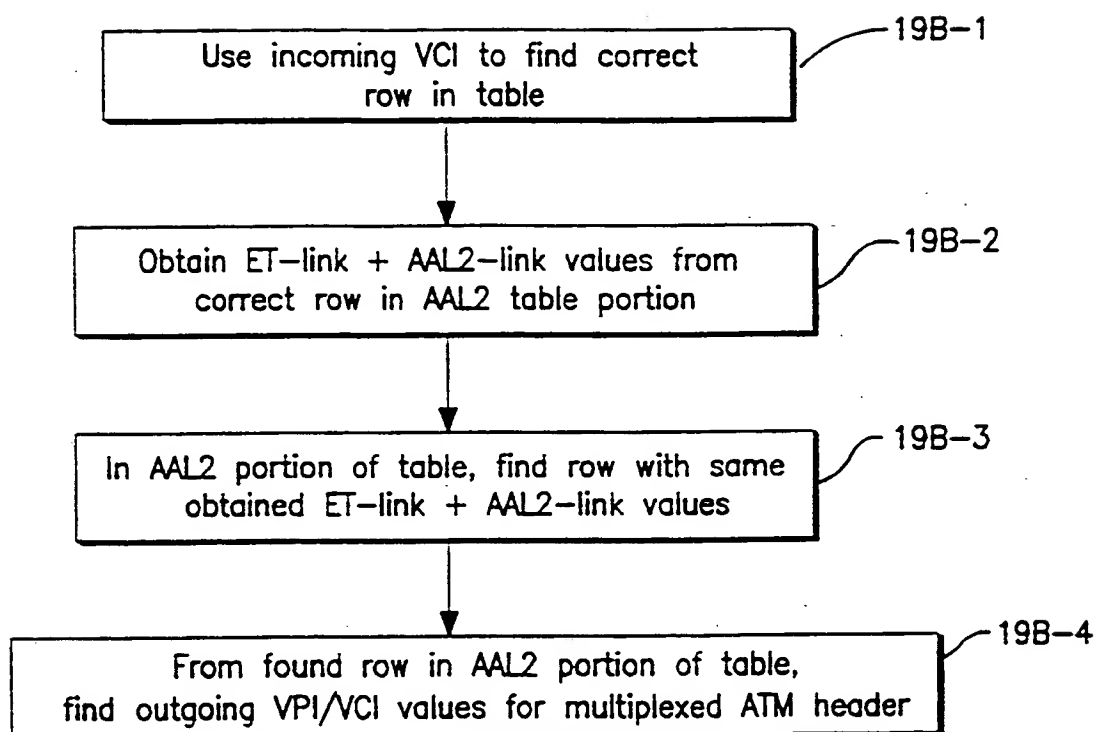 19B-1
Use incoming VCI to find correct
row in table
19B-2
Obtain ET-link + AAL2-link values from
correct row in AAL2 table portion
19B-3
In AAL2 portion of table, find row with same
obtained ET-link + AAL2-link values
19B-4
From found row in AAL2 portion of table,
find outgoing VPI/VCI values for multiplexed ATM header